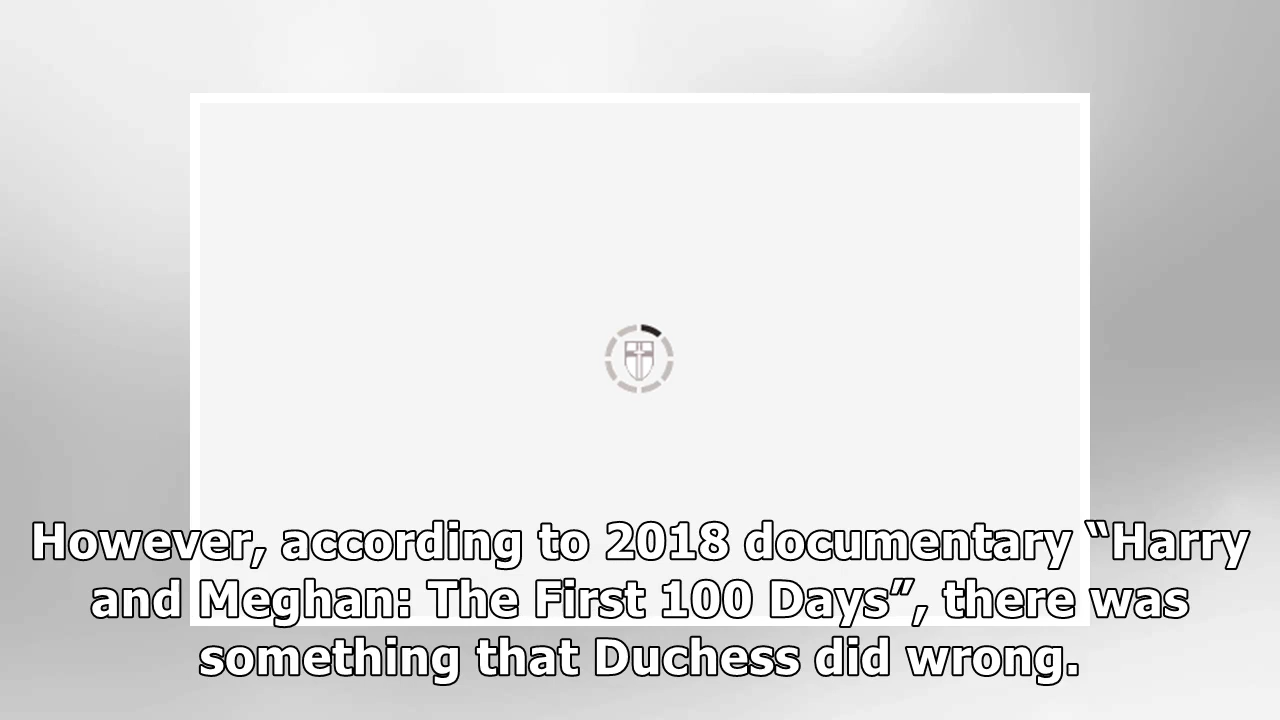 However, according to 2018 documentary “Harry
and Meghan: The First 100 Days”, there was
something that Duchess did wrong.